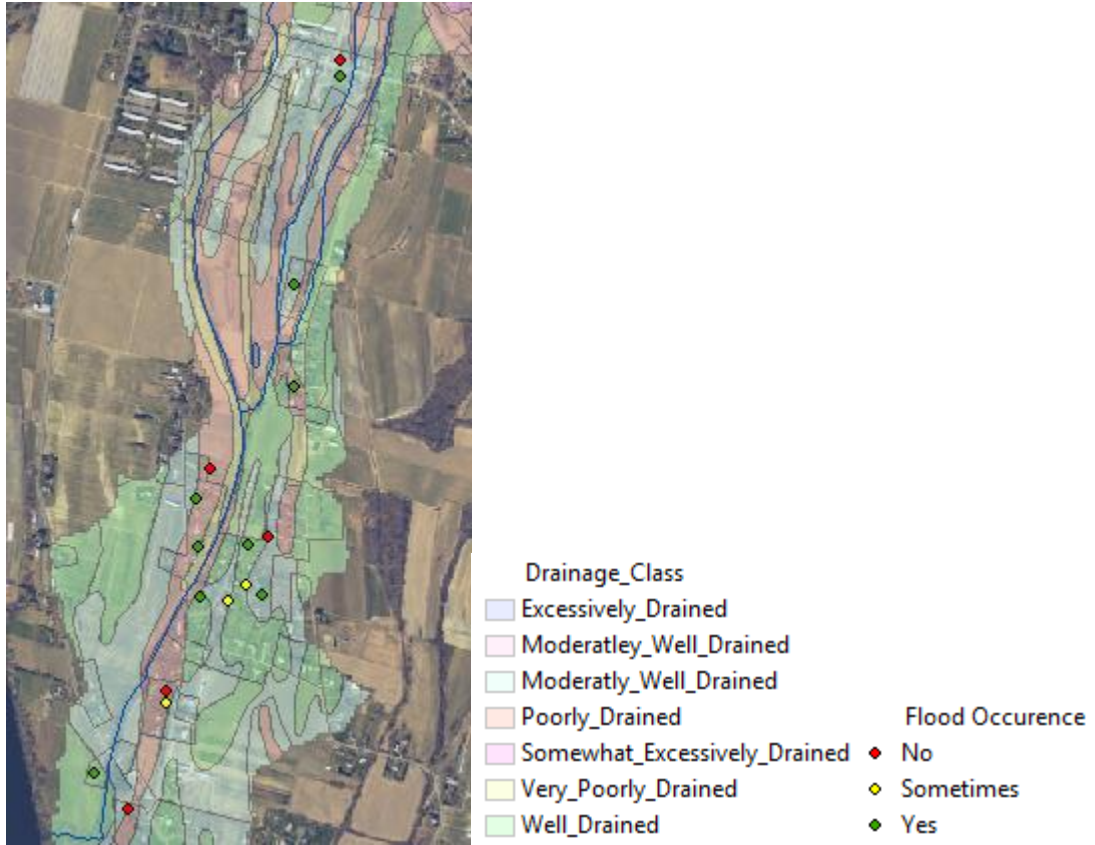 Drainage_Class
Excessively_Drained
Moderatley_Well_Drained
Moderatly_Well_Drained
Poorly_Drained
Somewhat_Excessively_Drained
Very_Poorly_Drained
Well_Drained
Flood Occurence
No
Sometimes
Yes